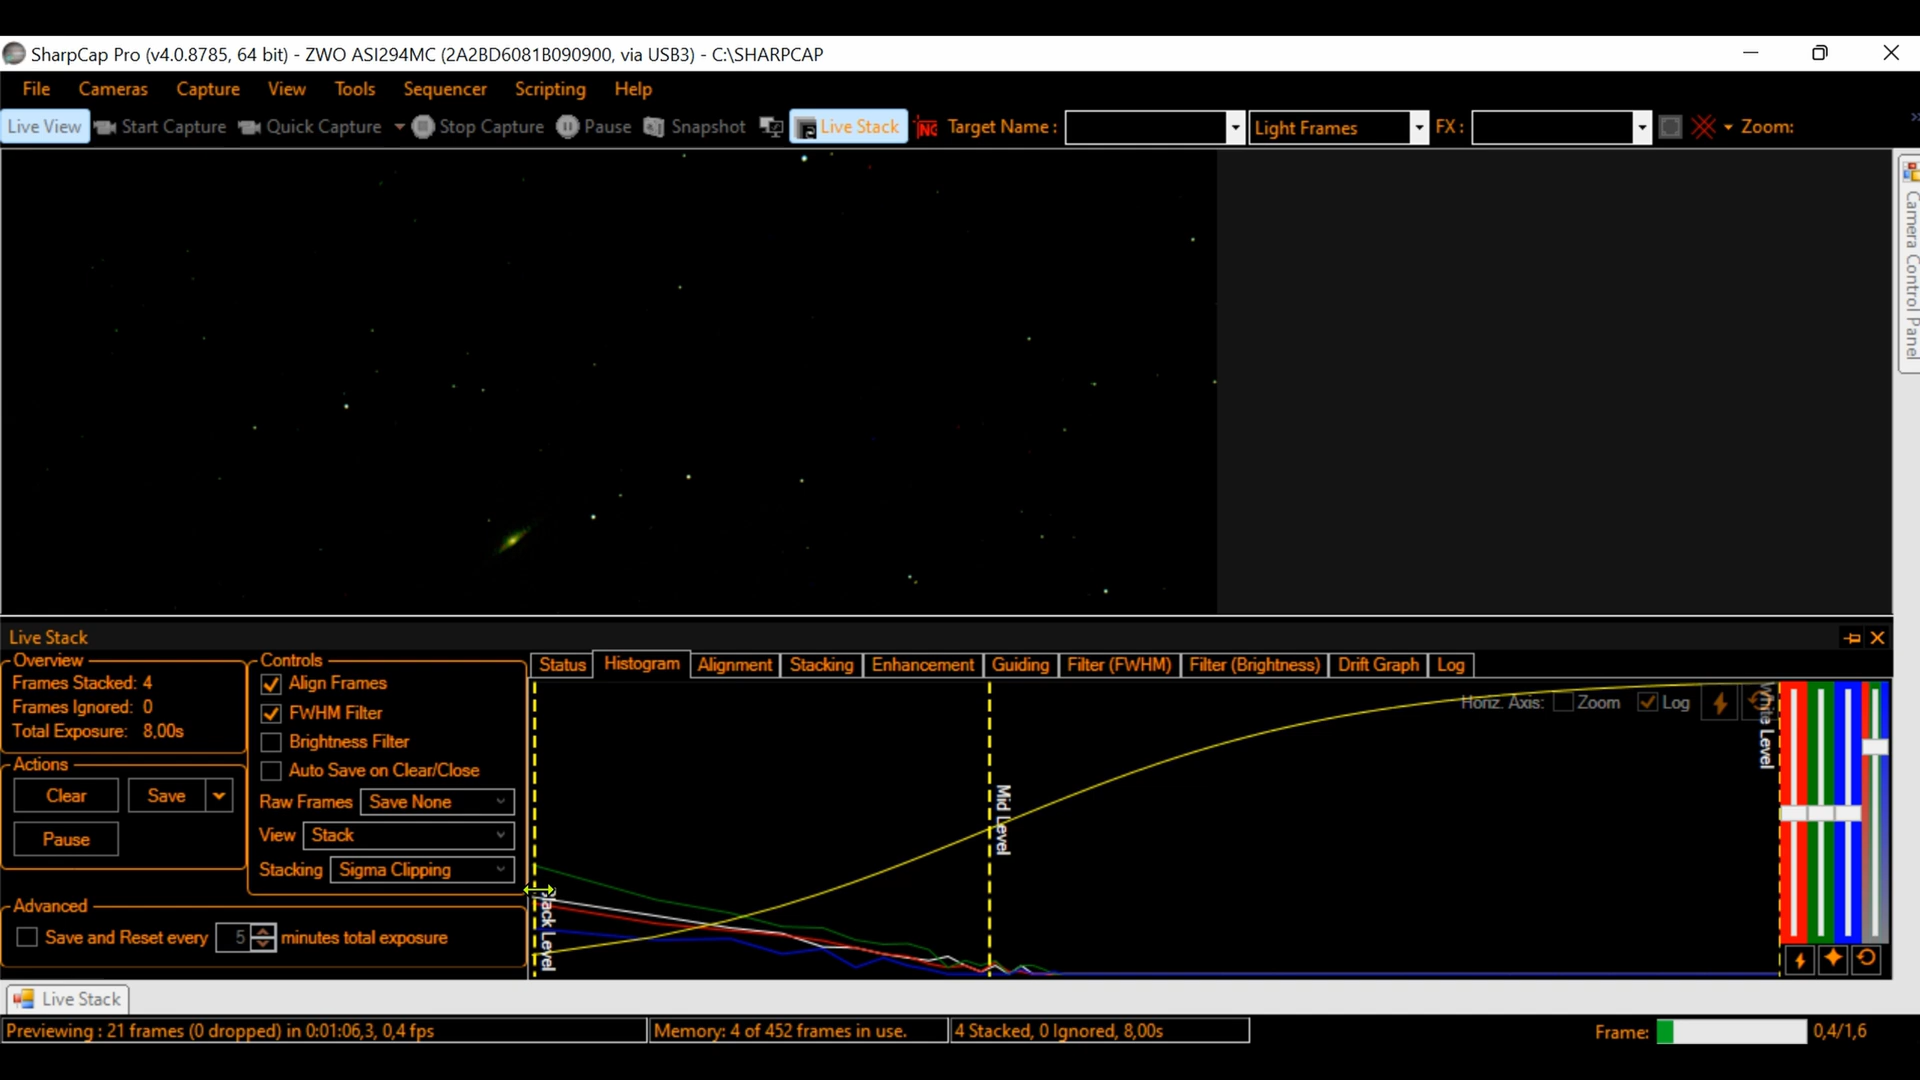 SharpCap Pro (v4.0.8785, 64 bit) - ZWO ASI294MC (2A2BD6081B090900, via USB3) - C:\SHARPCAP
File Cameras Capture View Tools Sequencer Scripting Help
Live View Start Capture Quick Capture Stop Capture Pause Snapshot Live Stack NC Target Name : Light Frames FX : Zoom:
Camera Control Panel
Live Stack
Overview
Frames Stacked: 4
Frames Ignored: 0
Total Exposure: 8,00s
Actions
Clear Save
Pause
Controls
Align Frames
FWHM Filter
Brightness Filter
Auto Save on Clear/Close
Raw Frames Save None
View Stack
Stacking Sigma Clipping
Advanced
Save and Reset every 5 minutes total exposure
Status Histogram Alignment Stacking Enhancement Guiding Filter (FWHM) Filter (Brightness) Drift Graph Log
Horiz. Axis: Zoom Log
Black Level
Mid Level
White Level
Live Stack
Previewing : 21 frames (0 dropped) in 0:01:06,3, 0,4 fps
Memory: 4 of 452 frames in use.
4 Stacked, 0 Ignored, 8,00s
Frame: 0,4/1,6